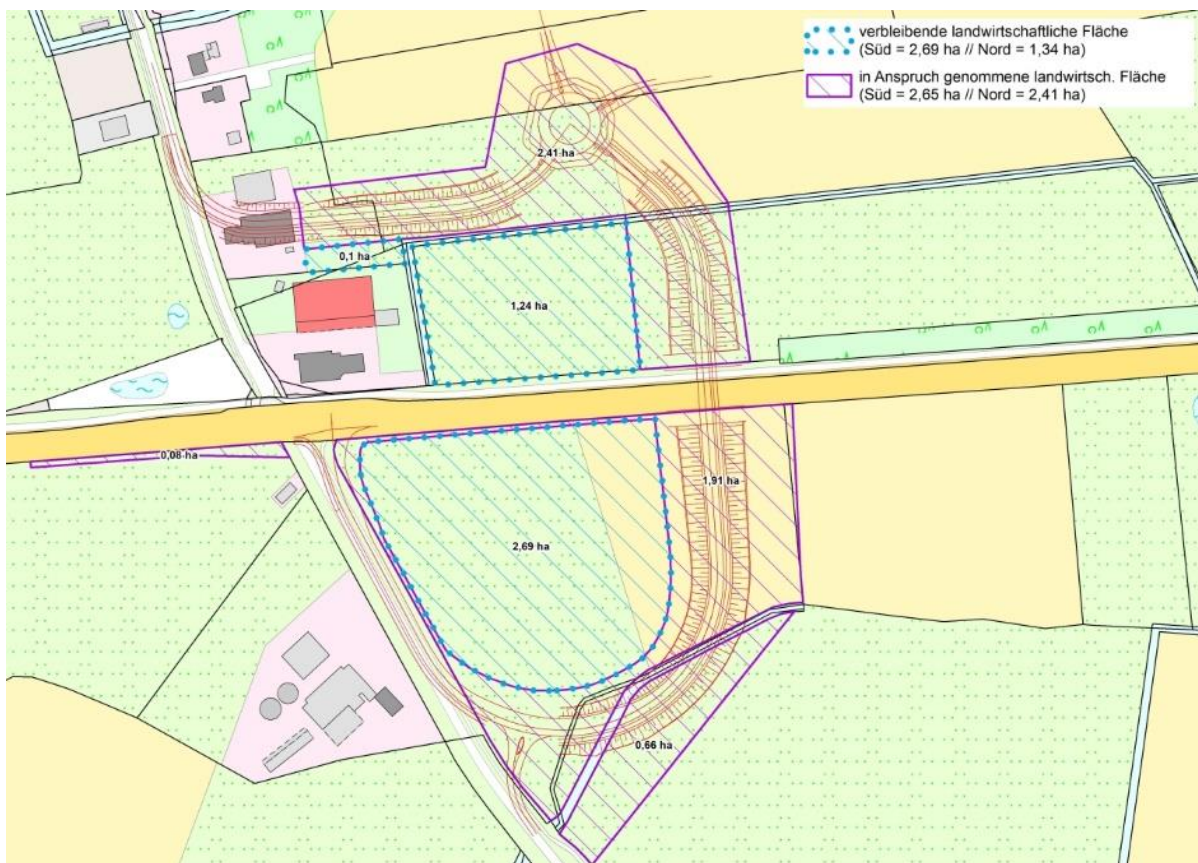 verbleibende landwirtschaftliche Fläche
(Süd = 2,69 ha // Nord = 1,34 ha)
in Anspruch genommene landwirtsch. Fläche
(Süd = 2,65 ha // Nord = 2,41 ha)
2,41 ha
0,1 ha
1,24 ha
0,08 ha
1,91 ha
2,69 ha
0,66 ha